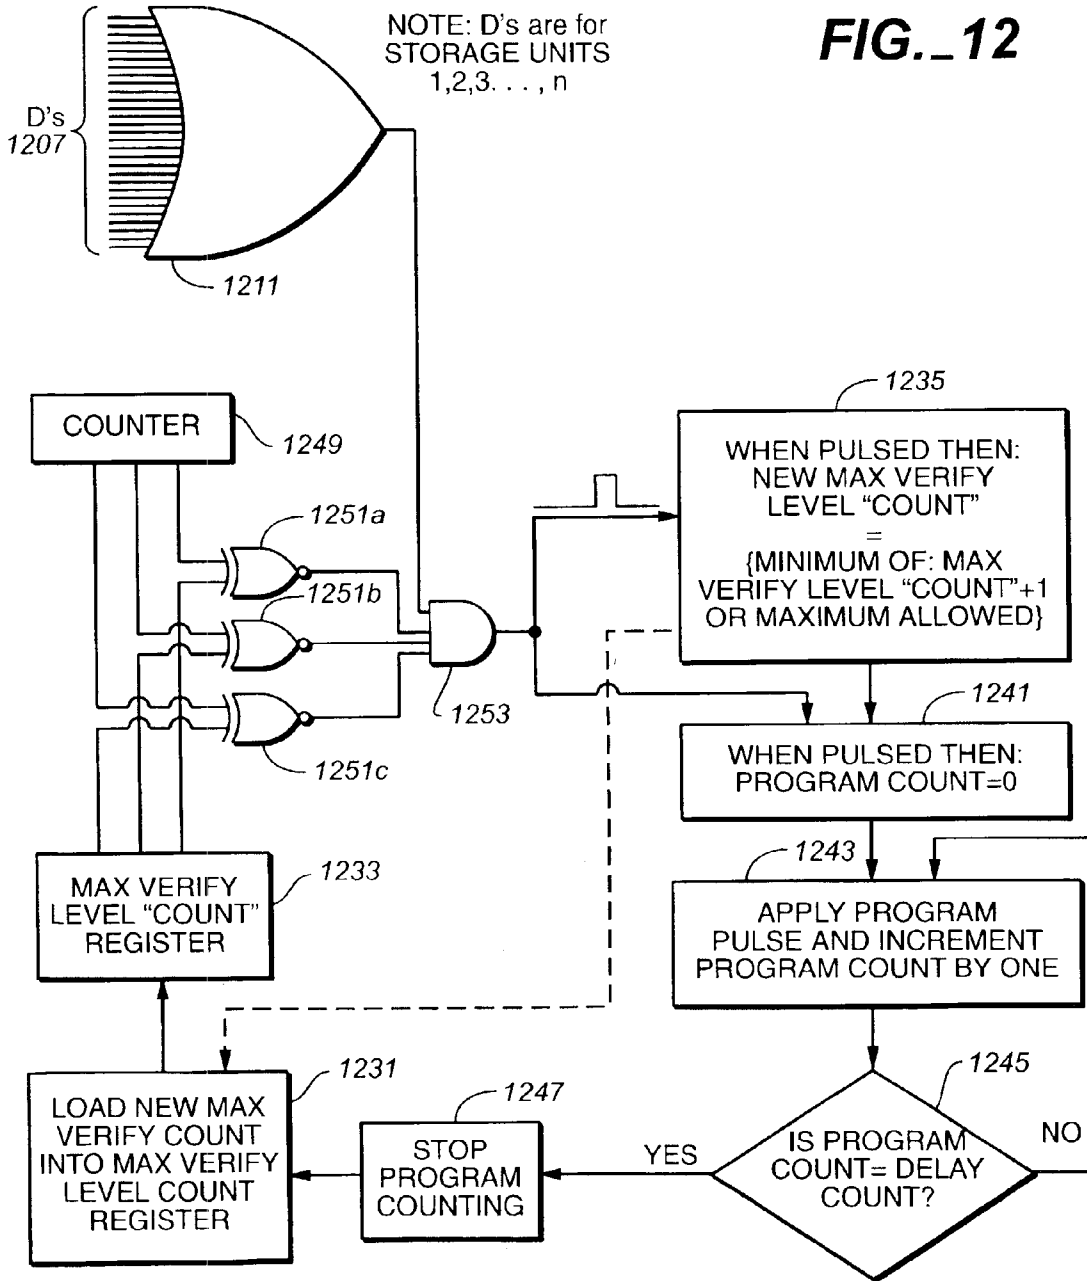 NOTE: D's are for
STORAGE UNITS
1,2,3. . . , n
FIG._12
D's
1207
1211
COUNTER
1249
1251a
1251b
1251c
1253
1235
WHEN PULSED THEN:
NEW MAX VERIFY
LEVEL “COUNT”
=
{MINIMUM OF: MAX
VERIFY LEVEL “COUNT”+1
OR MAXIMUM ALLOWED}
1241
WHEN PULSED THEN:
PROGRAM COUNT=0
1243
APPLY PROGRAM
PULSE AND INCREMENT
PROGRAM COUNT BY ONE
1233
MAX VERIFY
LEVEL “COUNT”
REGISTER
1231
LOAD NEW MAX
VERIFY COUNT
INTO MAX VERIFY
LEVEL COUNT
REGISTER
1247
STOP
PROGRAM
COUNTING
YES
1245
IS PROGRAM
COUNT= DELAY
COUNT?
NO